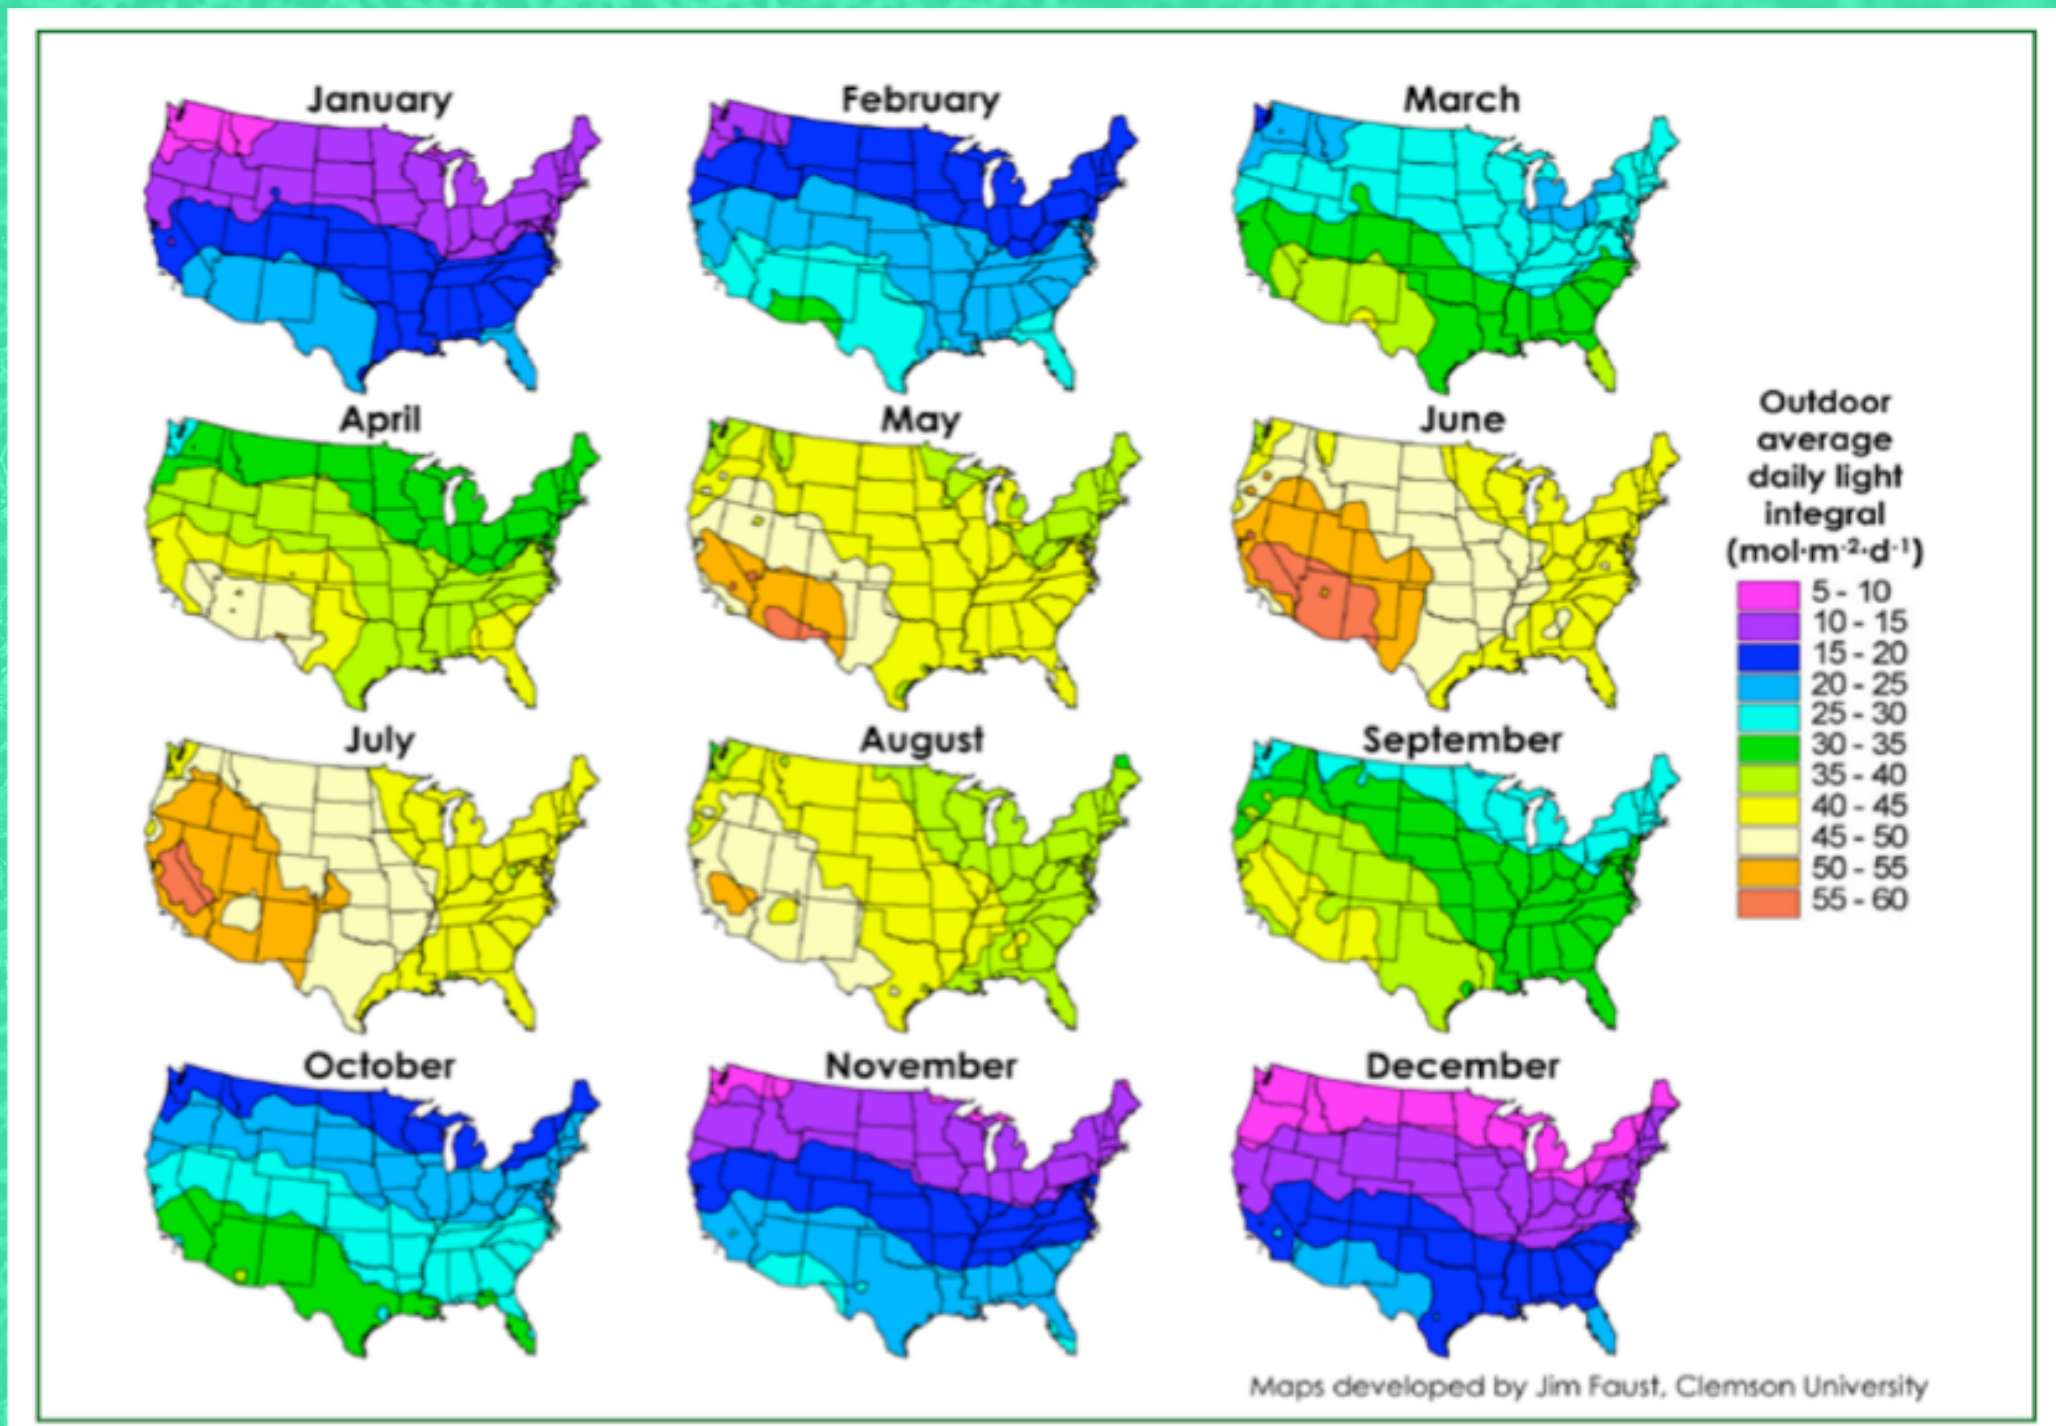 January
February
March
April
May
June
Outdoor
average
daily light
integral
(mol·m-2·d-1)
5 - 10
10 - 15
15 - 20
20 - 25
25 - 30
30 - 35
35 - 40
40 - 45
45 - 50
50 - 55
55 - 60
July
August
September
October
November
December
Maps developed by Jim Faust, Clemson University